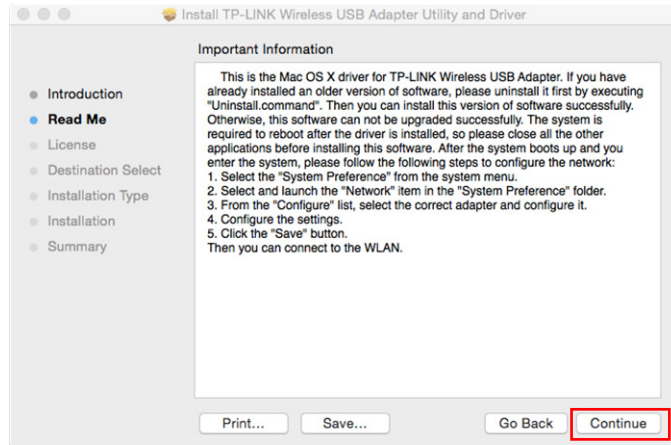 Install TP-LINK Wireless USB Adapter Utility and Driver
Important Information
Introduction
Read Me
License
Destination Select
Installation Type
Installation
Summary
This is the Mac OS X driver for TP-LINK Wireless USB Adapter. If you have
already installed an older version of software, please uninstall it first by executing
"Uninstall.command". Then you can install this version of software successfully.
Otherwise, this software can not be upgraded successfully. The system is
required to reboot after the driver is installed, so please close all the other
applications before installing this software. After the system boots up and you
enter the system, please follow the following steps to configure the network:
1. Select the "System Preference" from the system menu.
2. Select and launch the "Network" item in the "System Preference" folder.
3. From the "Configure" list, select the correct adapter and configure it.
4. Configure the settings.
5. Click the "Save" button.
Then you can connect to the WLAN.
Print...
Save...
Go Back
Continue